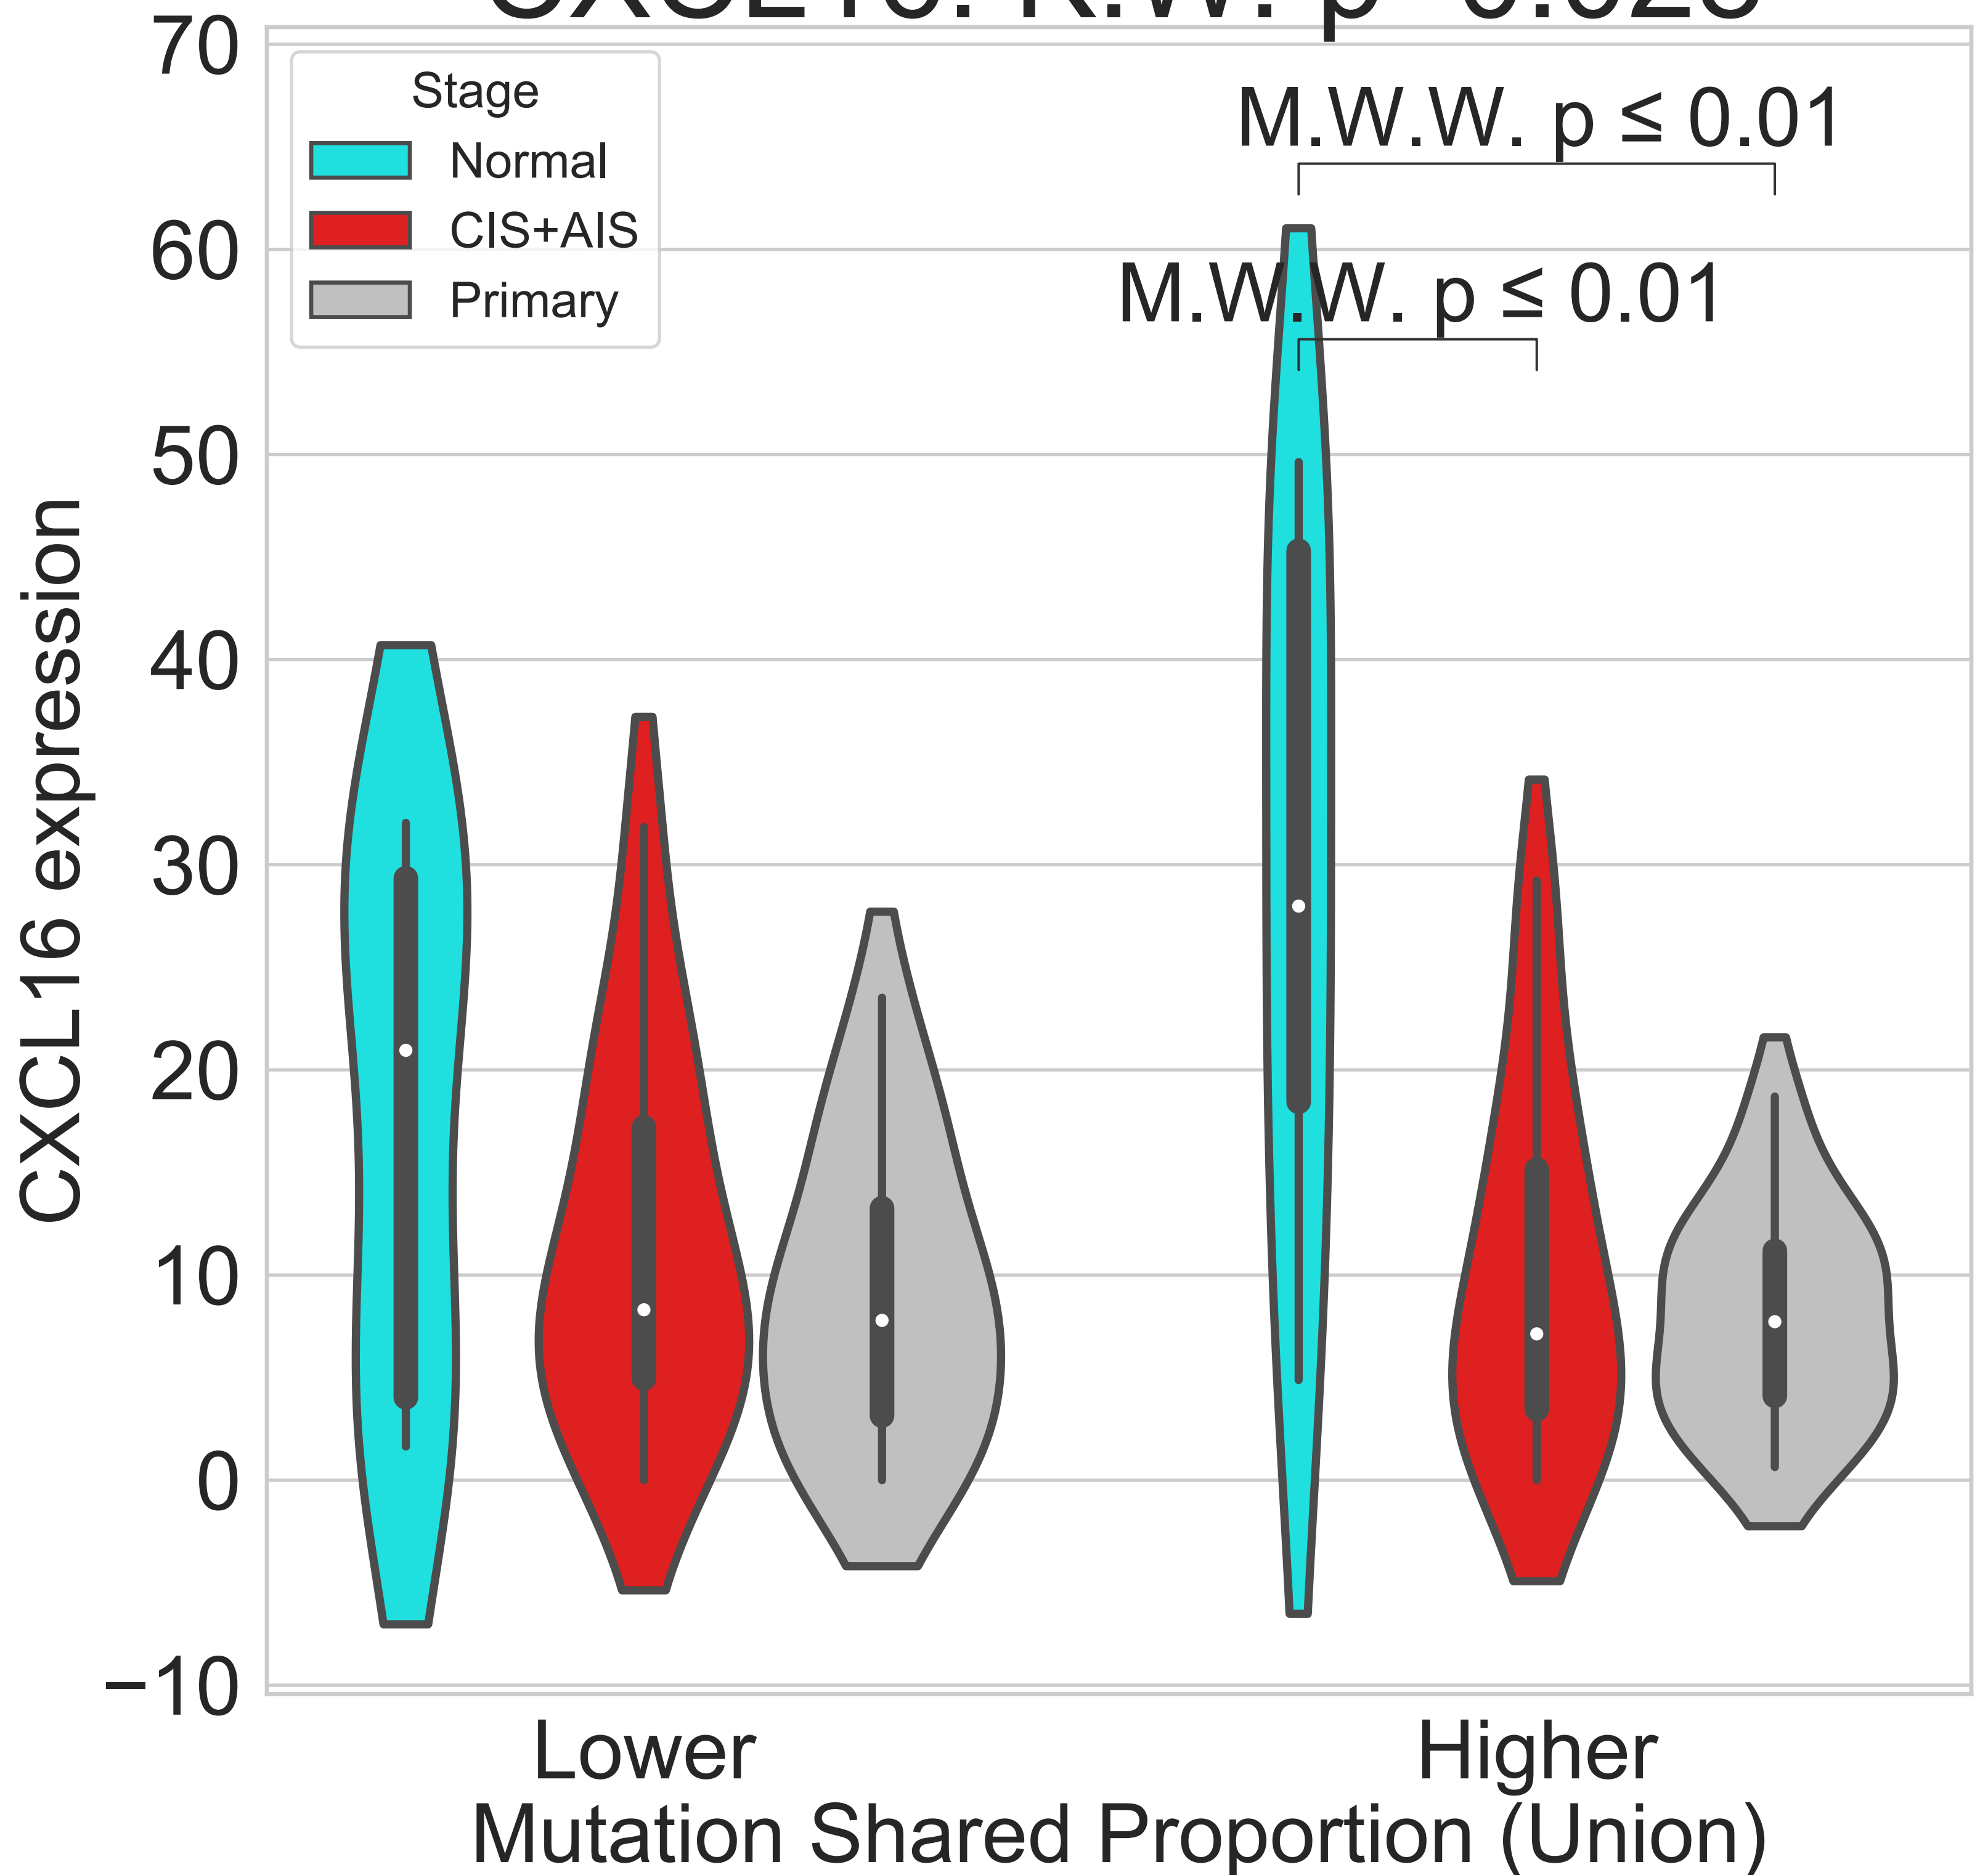 70
60
50
40
30
20
10
0
−10
CXCL16 expression
Stage
Normal
CIS+AIS
Primary
M.W.W. p ≤ 0.01
M.W.W. p ≤ 0.01
Lower
Higher
Mutation Shared Proportion (Union)